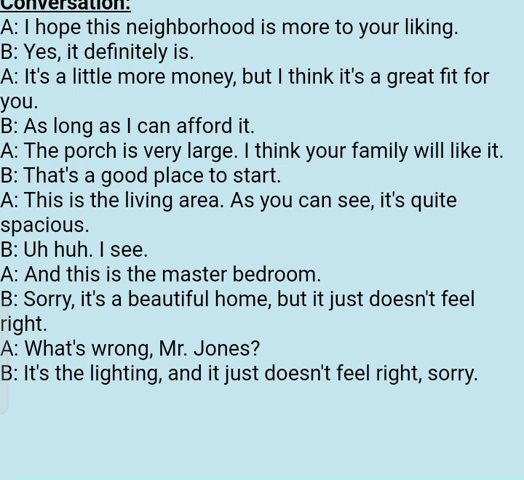 Conversation:
A: I hope this neighborhood is more to your liking.
B: Yes, it definitely is.
A: It's a little more money, but I think it's a great fit for
you.
B: As long as I can afford it.
A: The porch is very large. I think your family will like it.
B: That's a good place to start.
A: This is the living area. As you can see, it's quite
spacious.
B: Uh huh. I see.
A: And this is the master bedroom.
B: Sorry, it's a beautiful home, but it just doesn't feel
right.
A: What's wrong, Mr. Jones?
B: It's the lighting, and it just doesn't feel right, sorry.